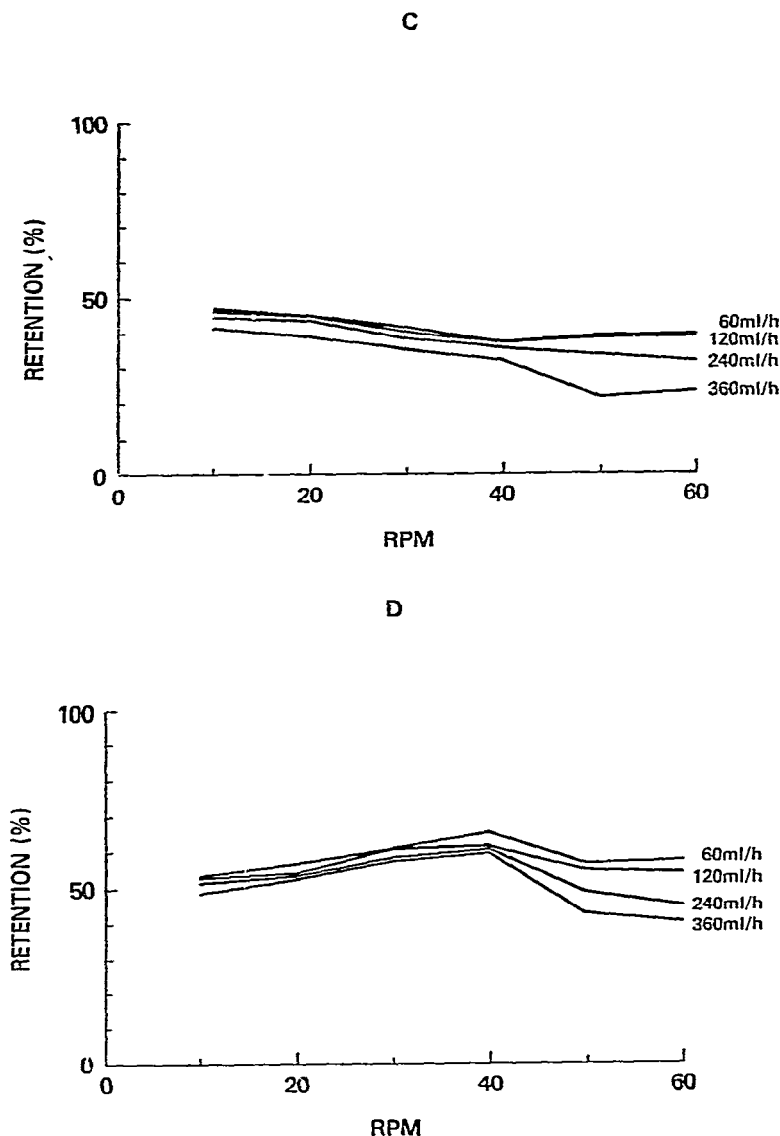 C
100
50
0
RETENTION (%)
60ml/h
120ml/h
240ml/h
360ml/h
0
20
40
60
RPM
D
100
50
0
RETENTION (%)
60ml/h
120ml/h
240ml/h
360ml/h
0
20
40
60
RPM